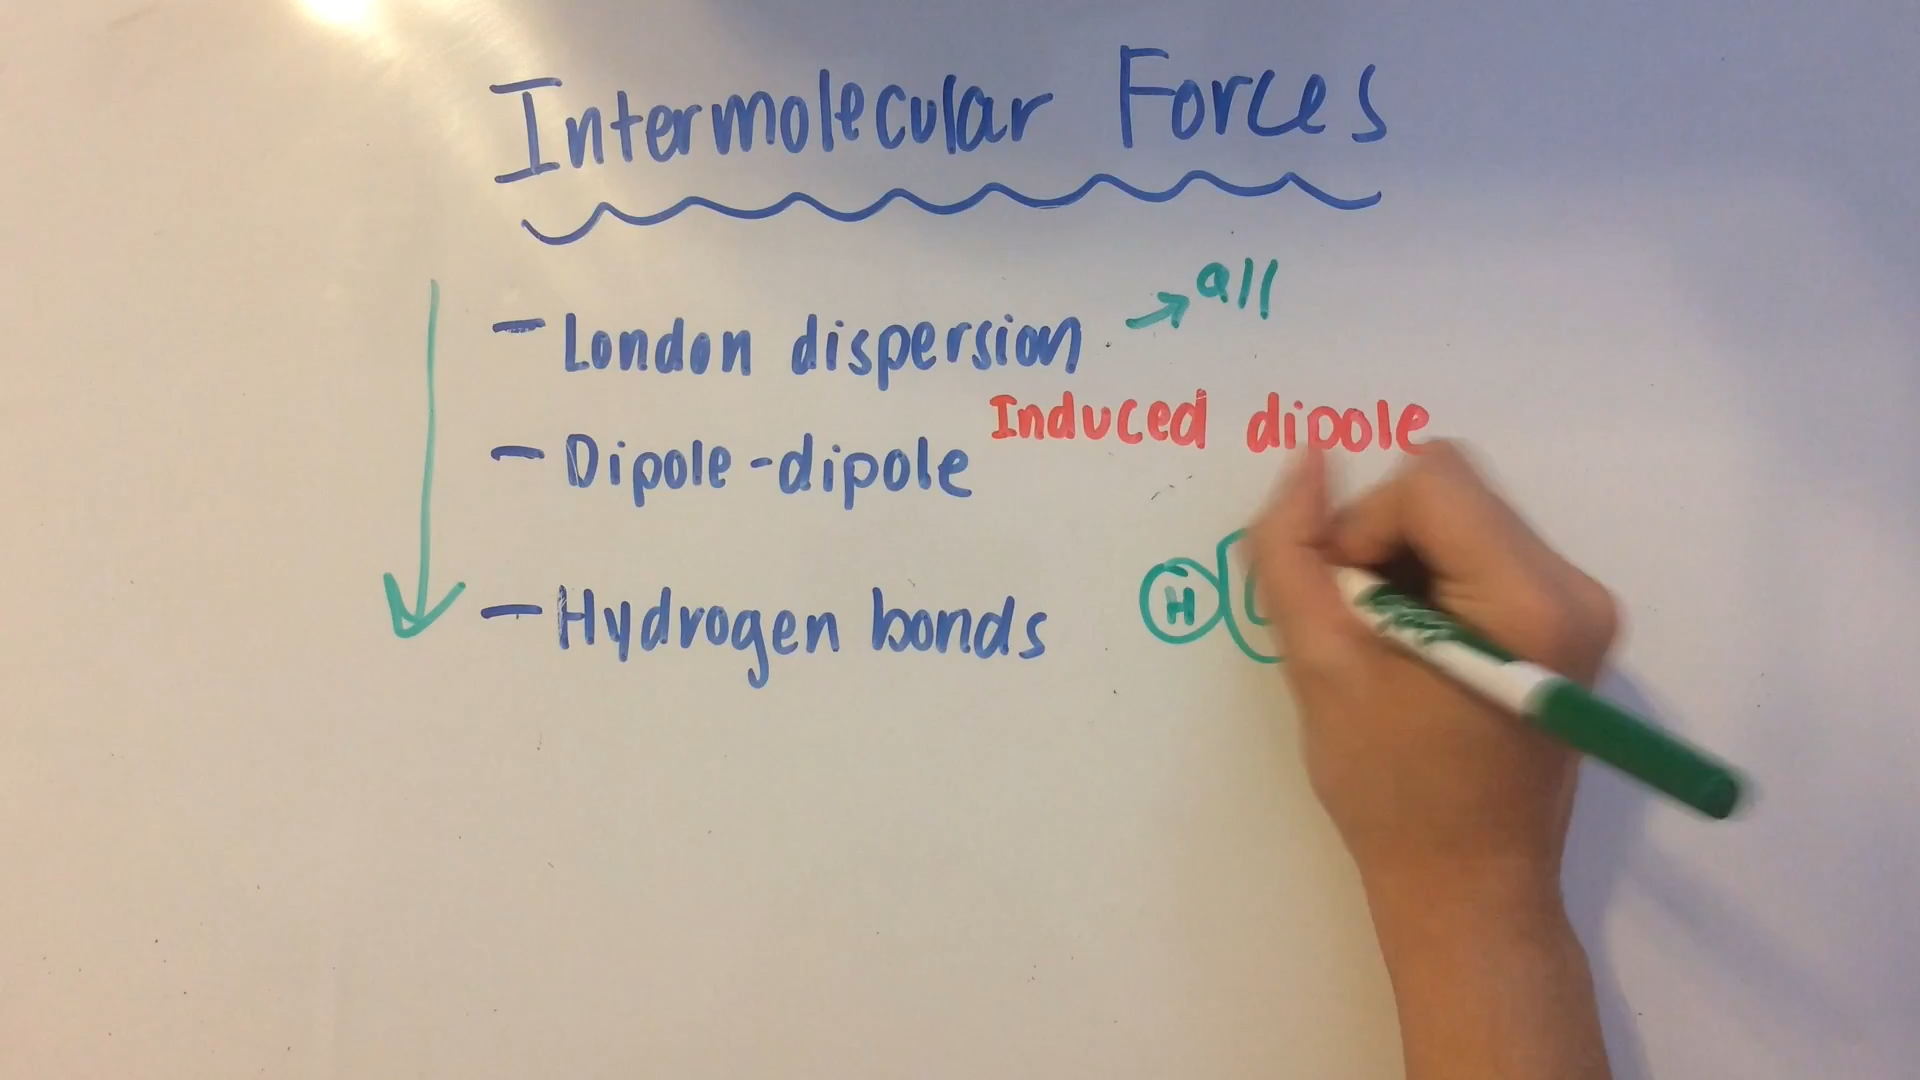 Intermolecular Forces
- London dispersion → all
Induced dipole
- Dipole-dipole
- Hydrogen bonds
H